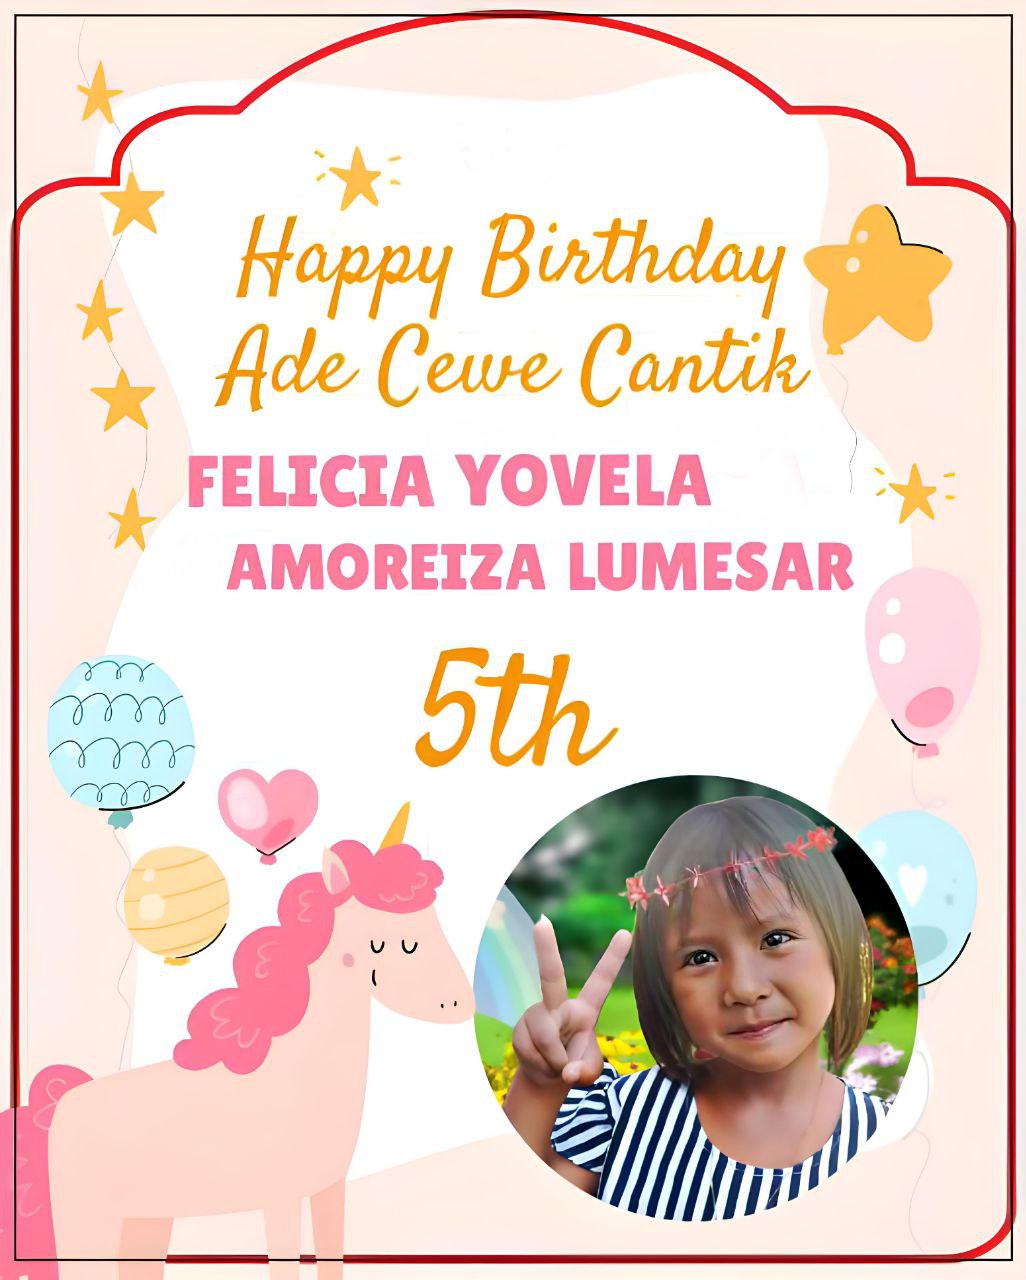 Happy Birthday
Ade Cewe Cantik
FELICIA YOVELA
AMOREIZA LUMESAR
5th